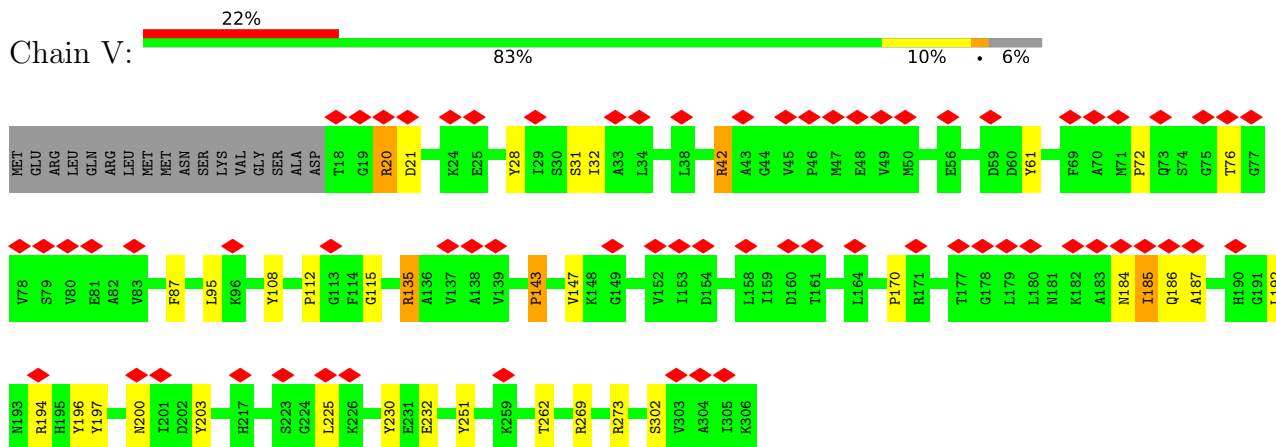 22%
Chain V:
83% 10% • 6%
MET GLU ARG LEU GLN ARG LEU MET MET ASN SER LYS VAL GLY SER ALA ASP T18 G19 R20 D21 K24 E25 Y28 I29 S30 S31 I32 A33 L34 L38 R42 A43 G44 V45 P46 M47 E48 V49 M50 E56 D59 D60 Y61 F69 A70 M71 P72 Q73 S74 G75 T76 G77
V78 S79 V80 E81 A82 V83 F87 L95 K96 Y108 P112 G113 F114 G115 R135 A136 V137 A138 V139 P143 V147 K148 G149 V152 I153 D154 L158 I159 D160 T161 L164 P170 R171 T177 G178 L179 L180 N181 K182 A183 N184 I185 Q186 A187 H190 G191 I192
N193 R194 H195 Y196 Y197 N200 I201 D202 Y203 H217 S223 G224 L225 K226 Y230 E231 E232 Y251 K259 T262 R269 R273 S302 V303 A304 I305 K306